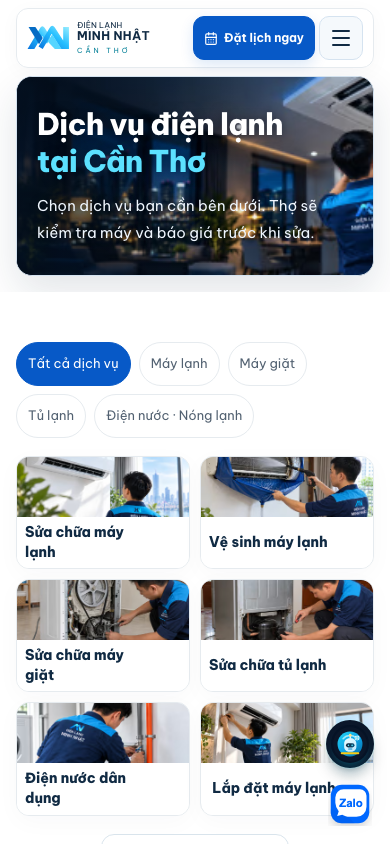 ĐIỆN LẠNH
MINH NHẬT
CẦN THƠ
Đặt lịch ngay
Dịch vụ điện lạnh
tại Cần Thơ
Chọn dịch vụ bạn cần bên dưới. Thợ sẽ
kiểm tra máy và báo giá trước khi sửa.
Tất cả dịch vụ
Máy lạnh
Máy giặt
Tủ lạnh
Điện nước · Nóng lạnh
Sửa chữa máy
lạnh
Vệ sinh máy lạnh
Sửa chữa máy
giặt
Sửa chữa tủ lạnh
Điện nước dân
dụng
Lắp đặt máy lạnh
Zalo